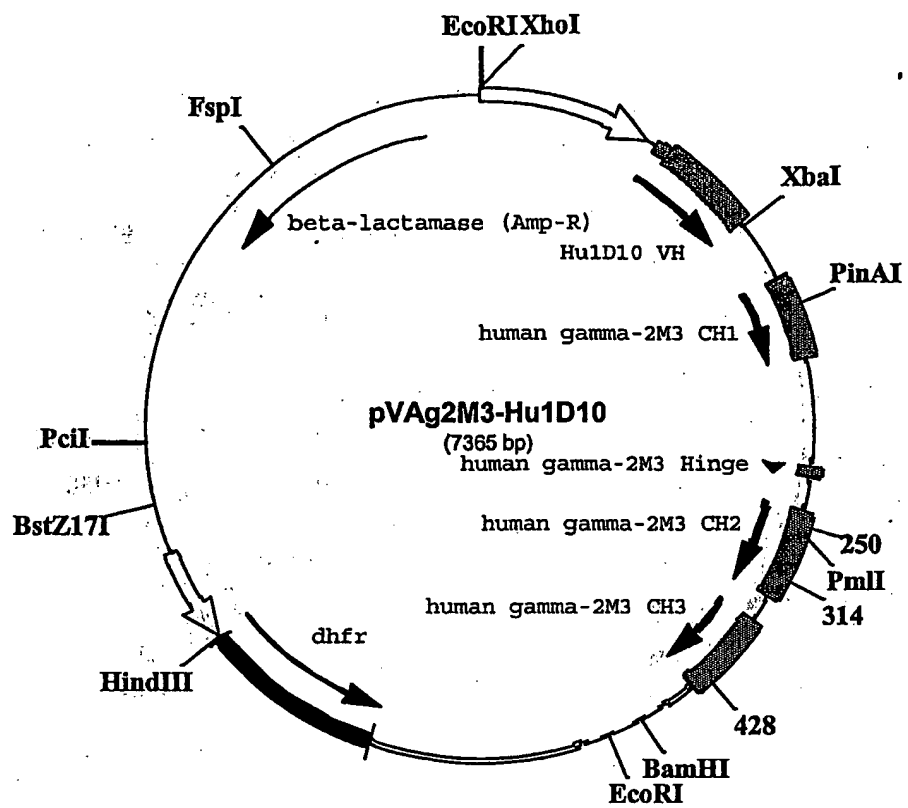 EcoRI XhoI
FspI
XbaI
beta-lactamase (Amp-R)
Hu1D10 VH
PinAI
human gamma-2M3 CH1
pVAg2M3-Hu1D10
(7365 bp)
PciI
human gamma-2M3 Hinge
BstZ17I
human gamma-2M3 CH2
250
PmlI
314
human gamma-2M3 CH3
dhfr
HindIII
428
BamHI
EcoRI